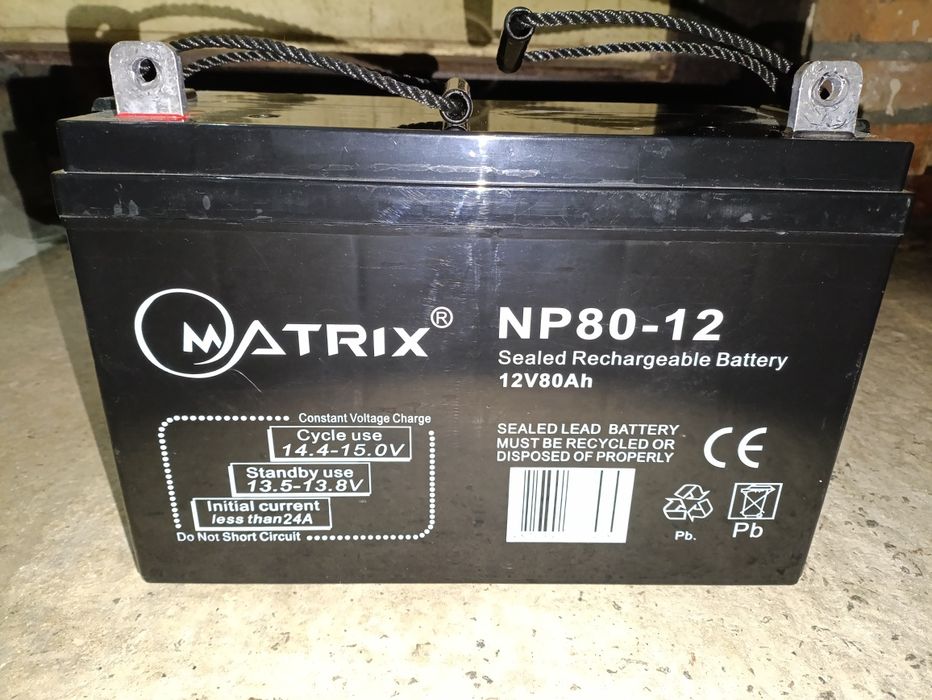 MATRIX®
NP80-12
Sealed Rechargeable Battery
12V80Ah
Constant Voltage Charge
Cycle use
14.4-15.0V
Standby use
13.5-13.8V
Initial current
less than24A
Do Not Short Circuit
SEALED LEAD BATTERY
MUST BE RECYCLED OR
DISPOSED OF PROPERLY
CE
Pb.
Pb